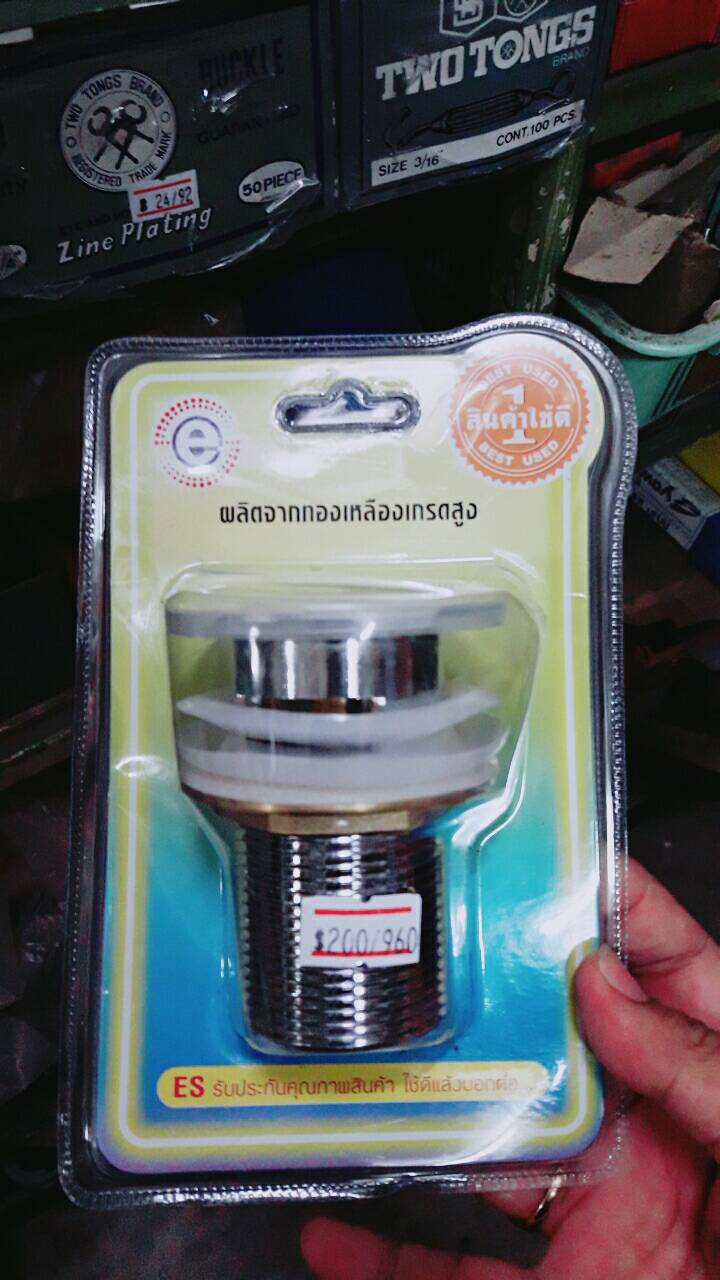 BUCKLE
TWO TONGS BRAND
REGISTERED TRADE MARK
50 PIECE
$ 24/92
Zine Plating
TWO TONGS
BRAND
SIZE 3/16
CONT.100 PCS.
BEST USED
1
สินค้าใช้ดี
BEST USED
e
ผลิตจากทองเหลืองเกรดสูง
$200/960
ES รับประกันคุณภาพสินค้า ใช้ดีแล้วบอกต่อ...